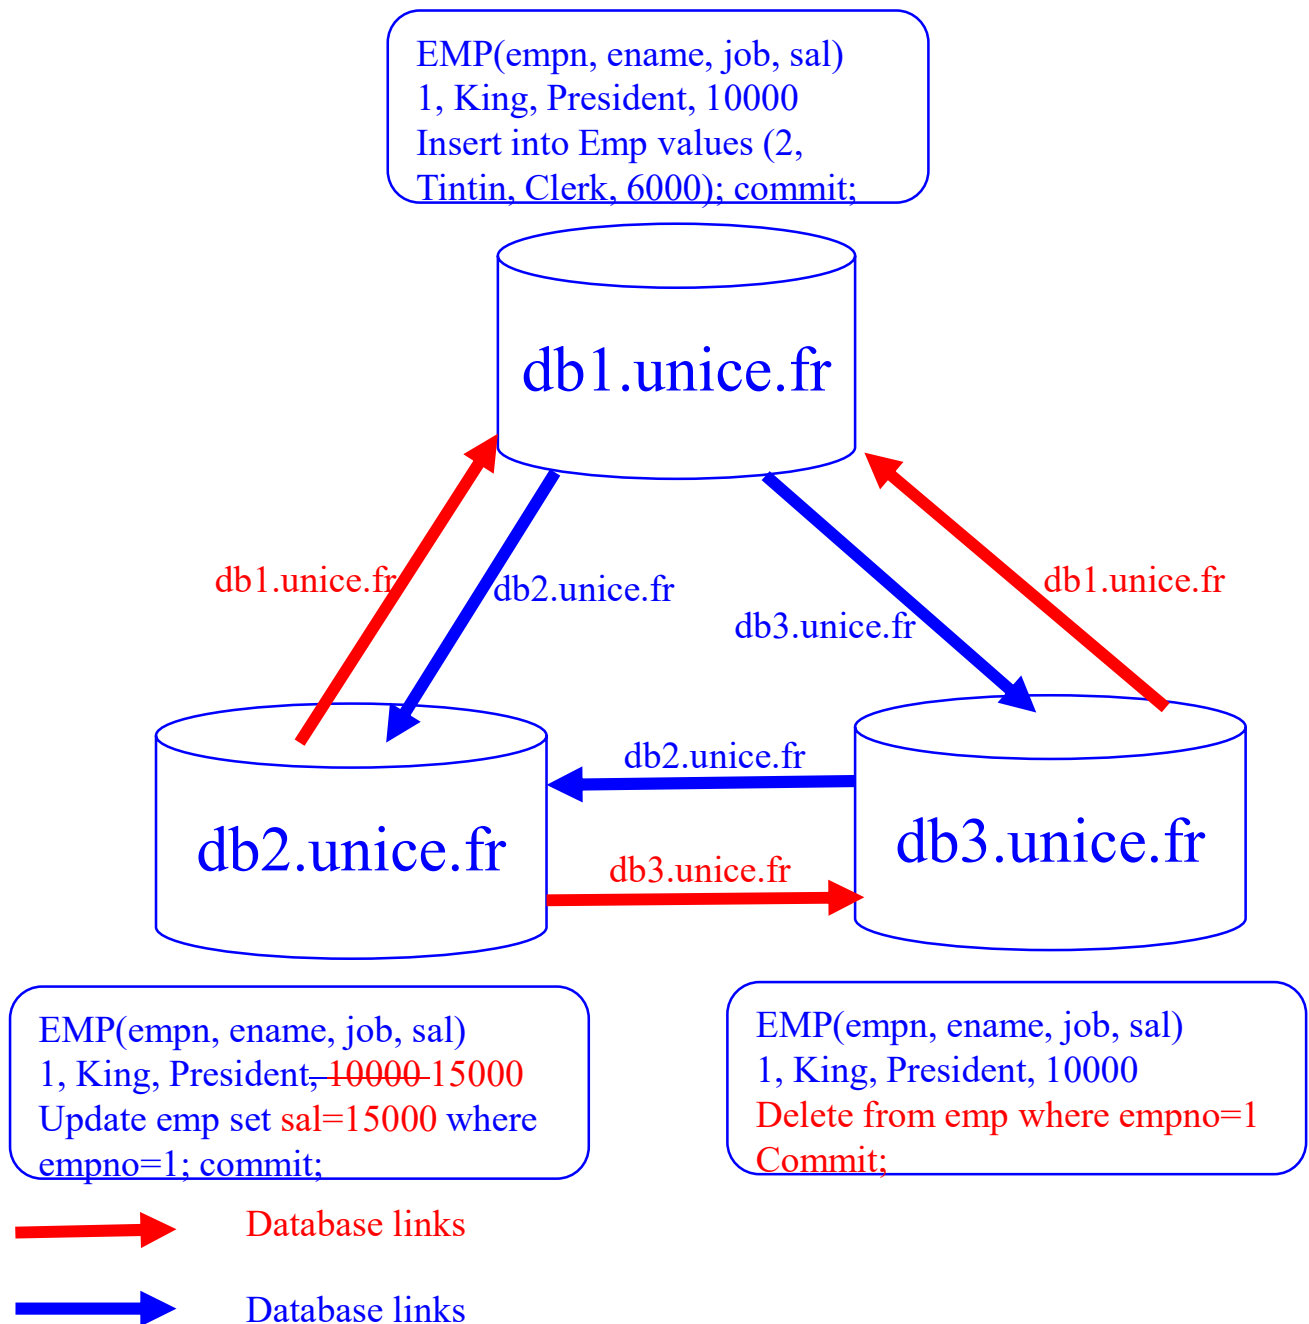 EMP(empn, ename, job, sal)
1, King, President, 10000
Insert into Emp values (2,
Tintin, Clerk, 6000); commit;
db1.unice.fr
db1.unice.fr
db2.unice.fr
db3.unice.fr
db1.unice.fr
db2.unice.fr
db2.unice.fr
db3.unice.fr
db3.unice.fr
EMP(empn, ename, job, sal)
1, King, President, 10000 15000
Update emp set sal=15000 where
empno=1; commit;
EMP(empn, ename, job, sal)
1, King, President, 10000
Delete from emp where empno=1
Commit;
Database links
Database links